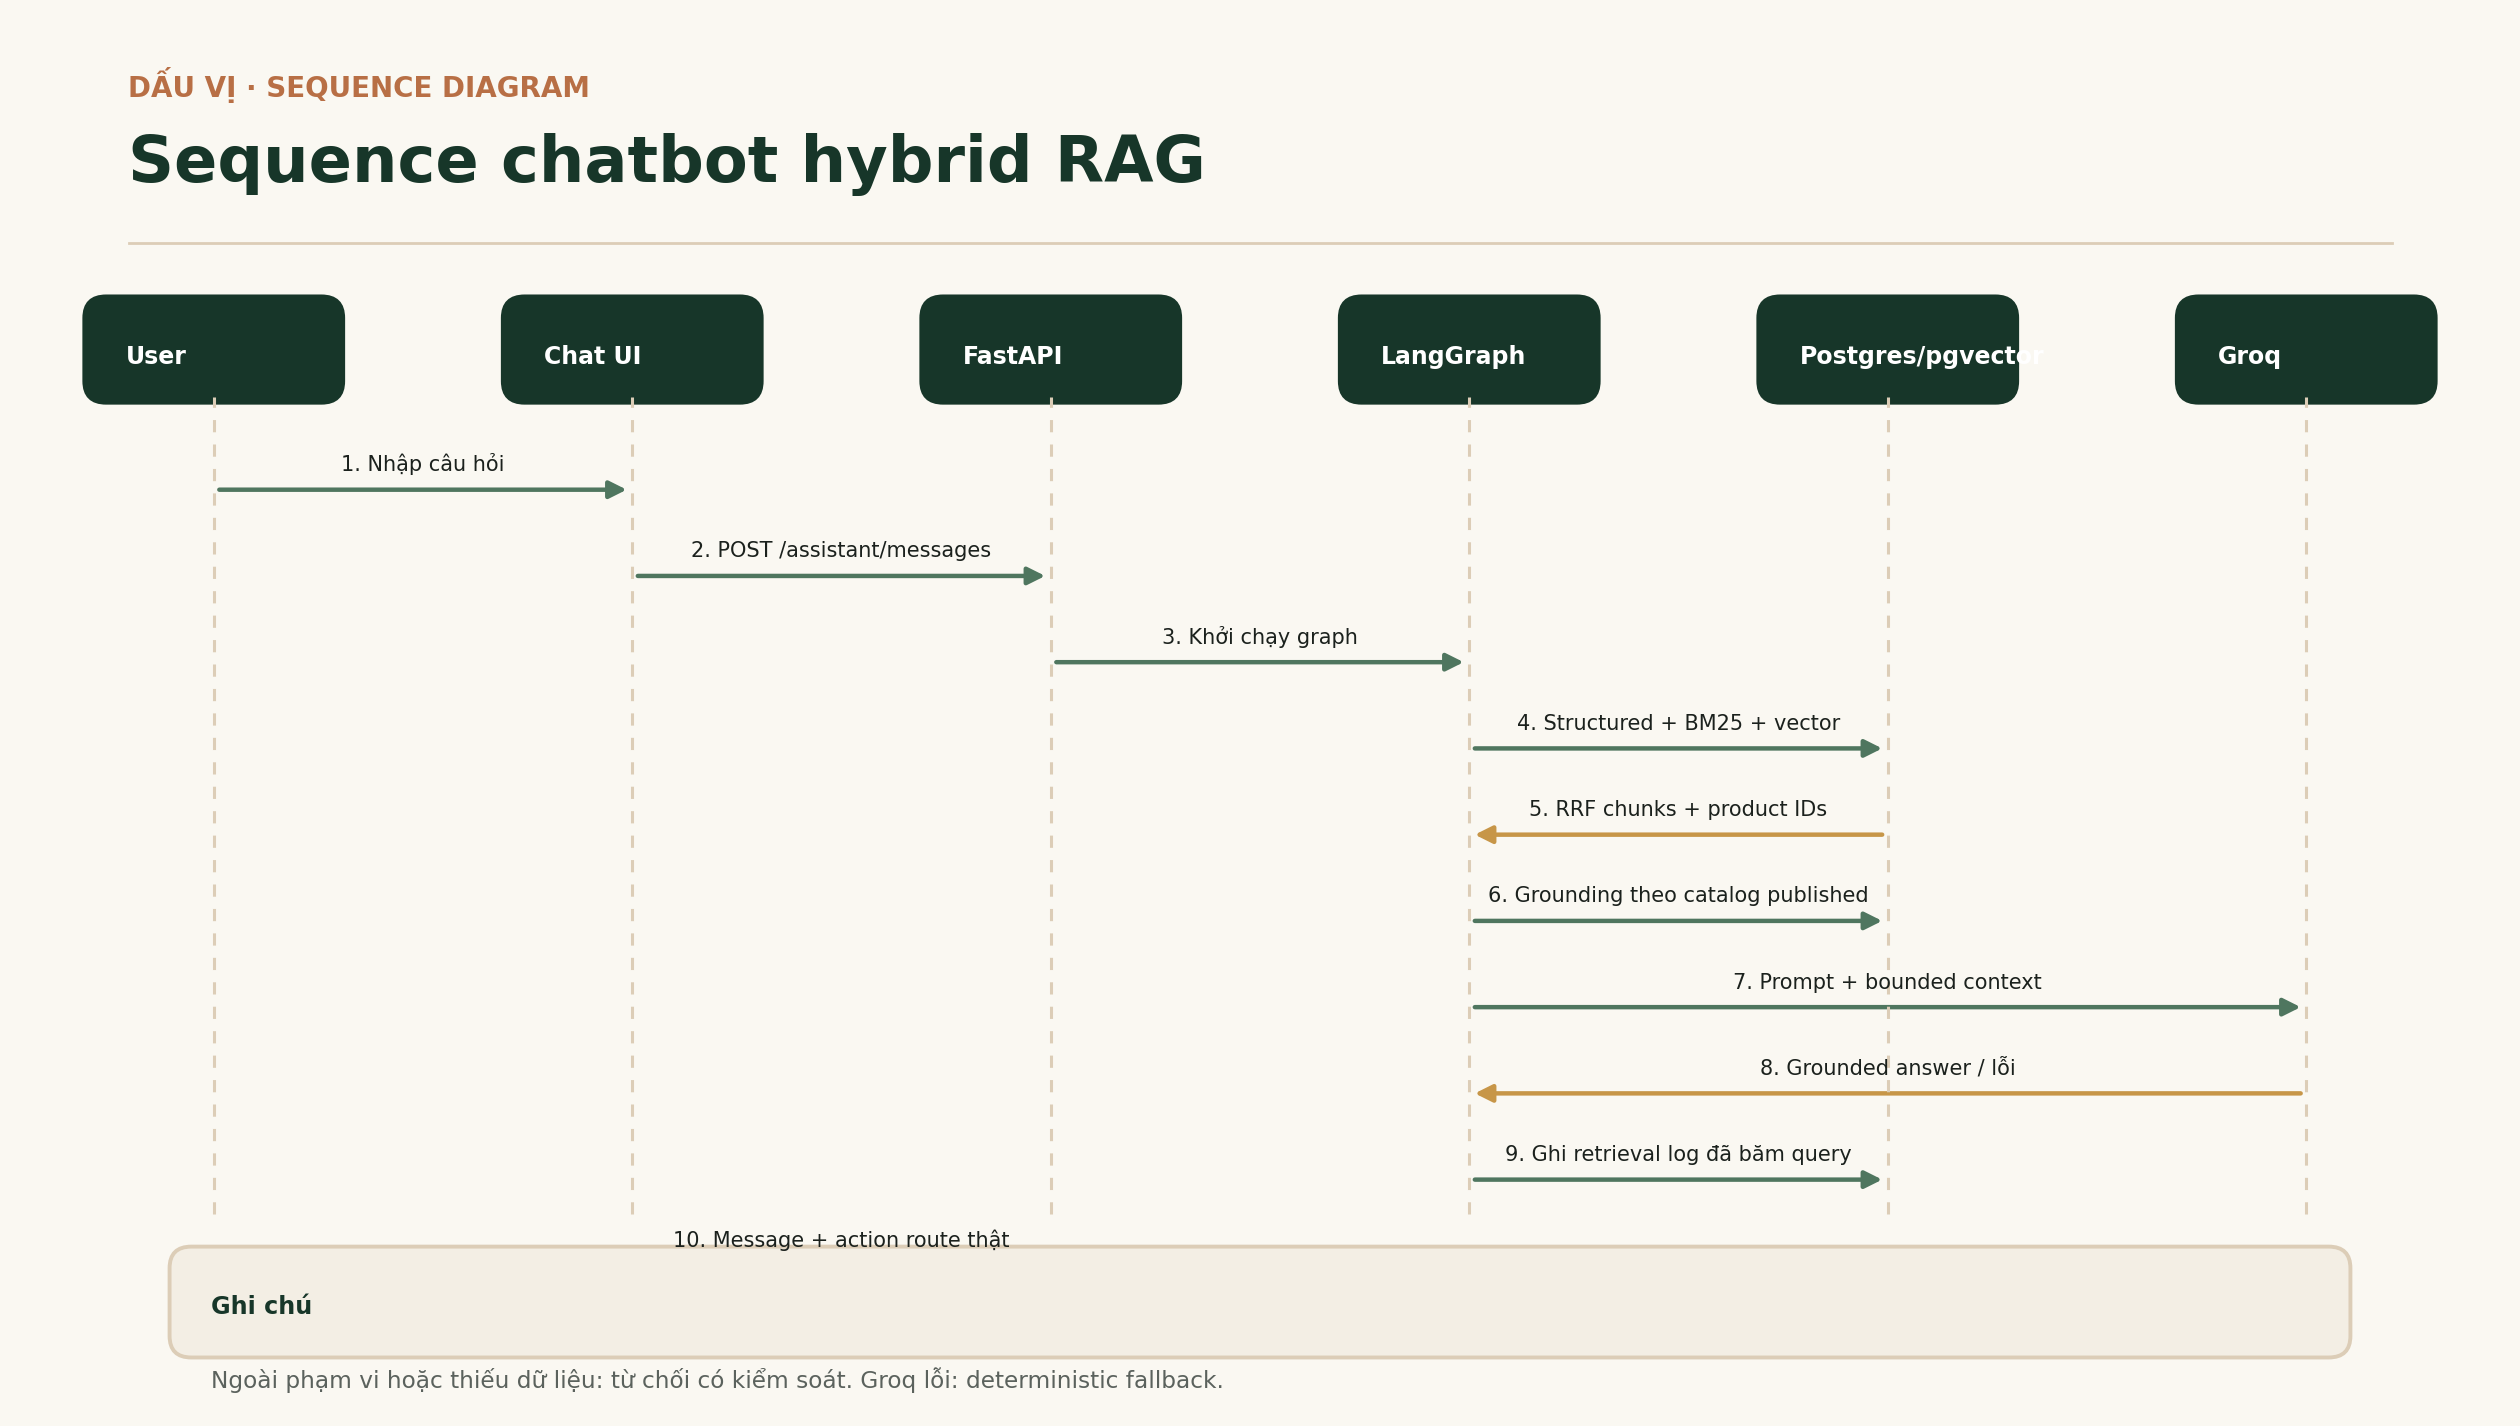 DẤU VỊ · SEQUENCE DIAGRAM
Sequence chatbot hybrid RAG
User
Chat UI
FastAPI
LangGraph
Postgres/pgvector
Groq
1. Nhập câu hỏi
2. POST /assistant/messages
3. Khởi chạy graph
4. Structured + BM25 + vector
5. RRF chunks + product IDs
6. Grounding theo catalog published
7. Prompt + bounded context
8. Grounded answer / lỗi
9. Ghi retrieval log đã băm query
10. Message + action route thật
Ghi chú
Ngoài phạm vi hoặc thiếu dữ liệu: từ chối có kiểm soát. Groq lỗi: deterministic fallback.